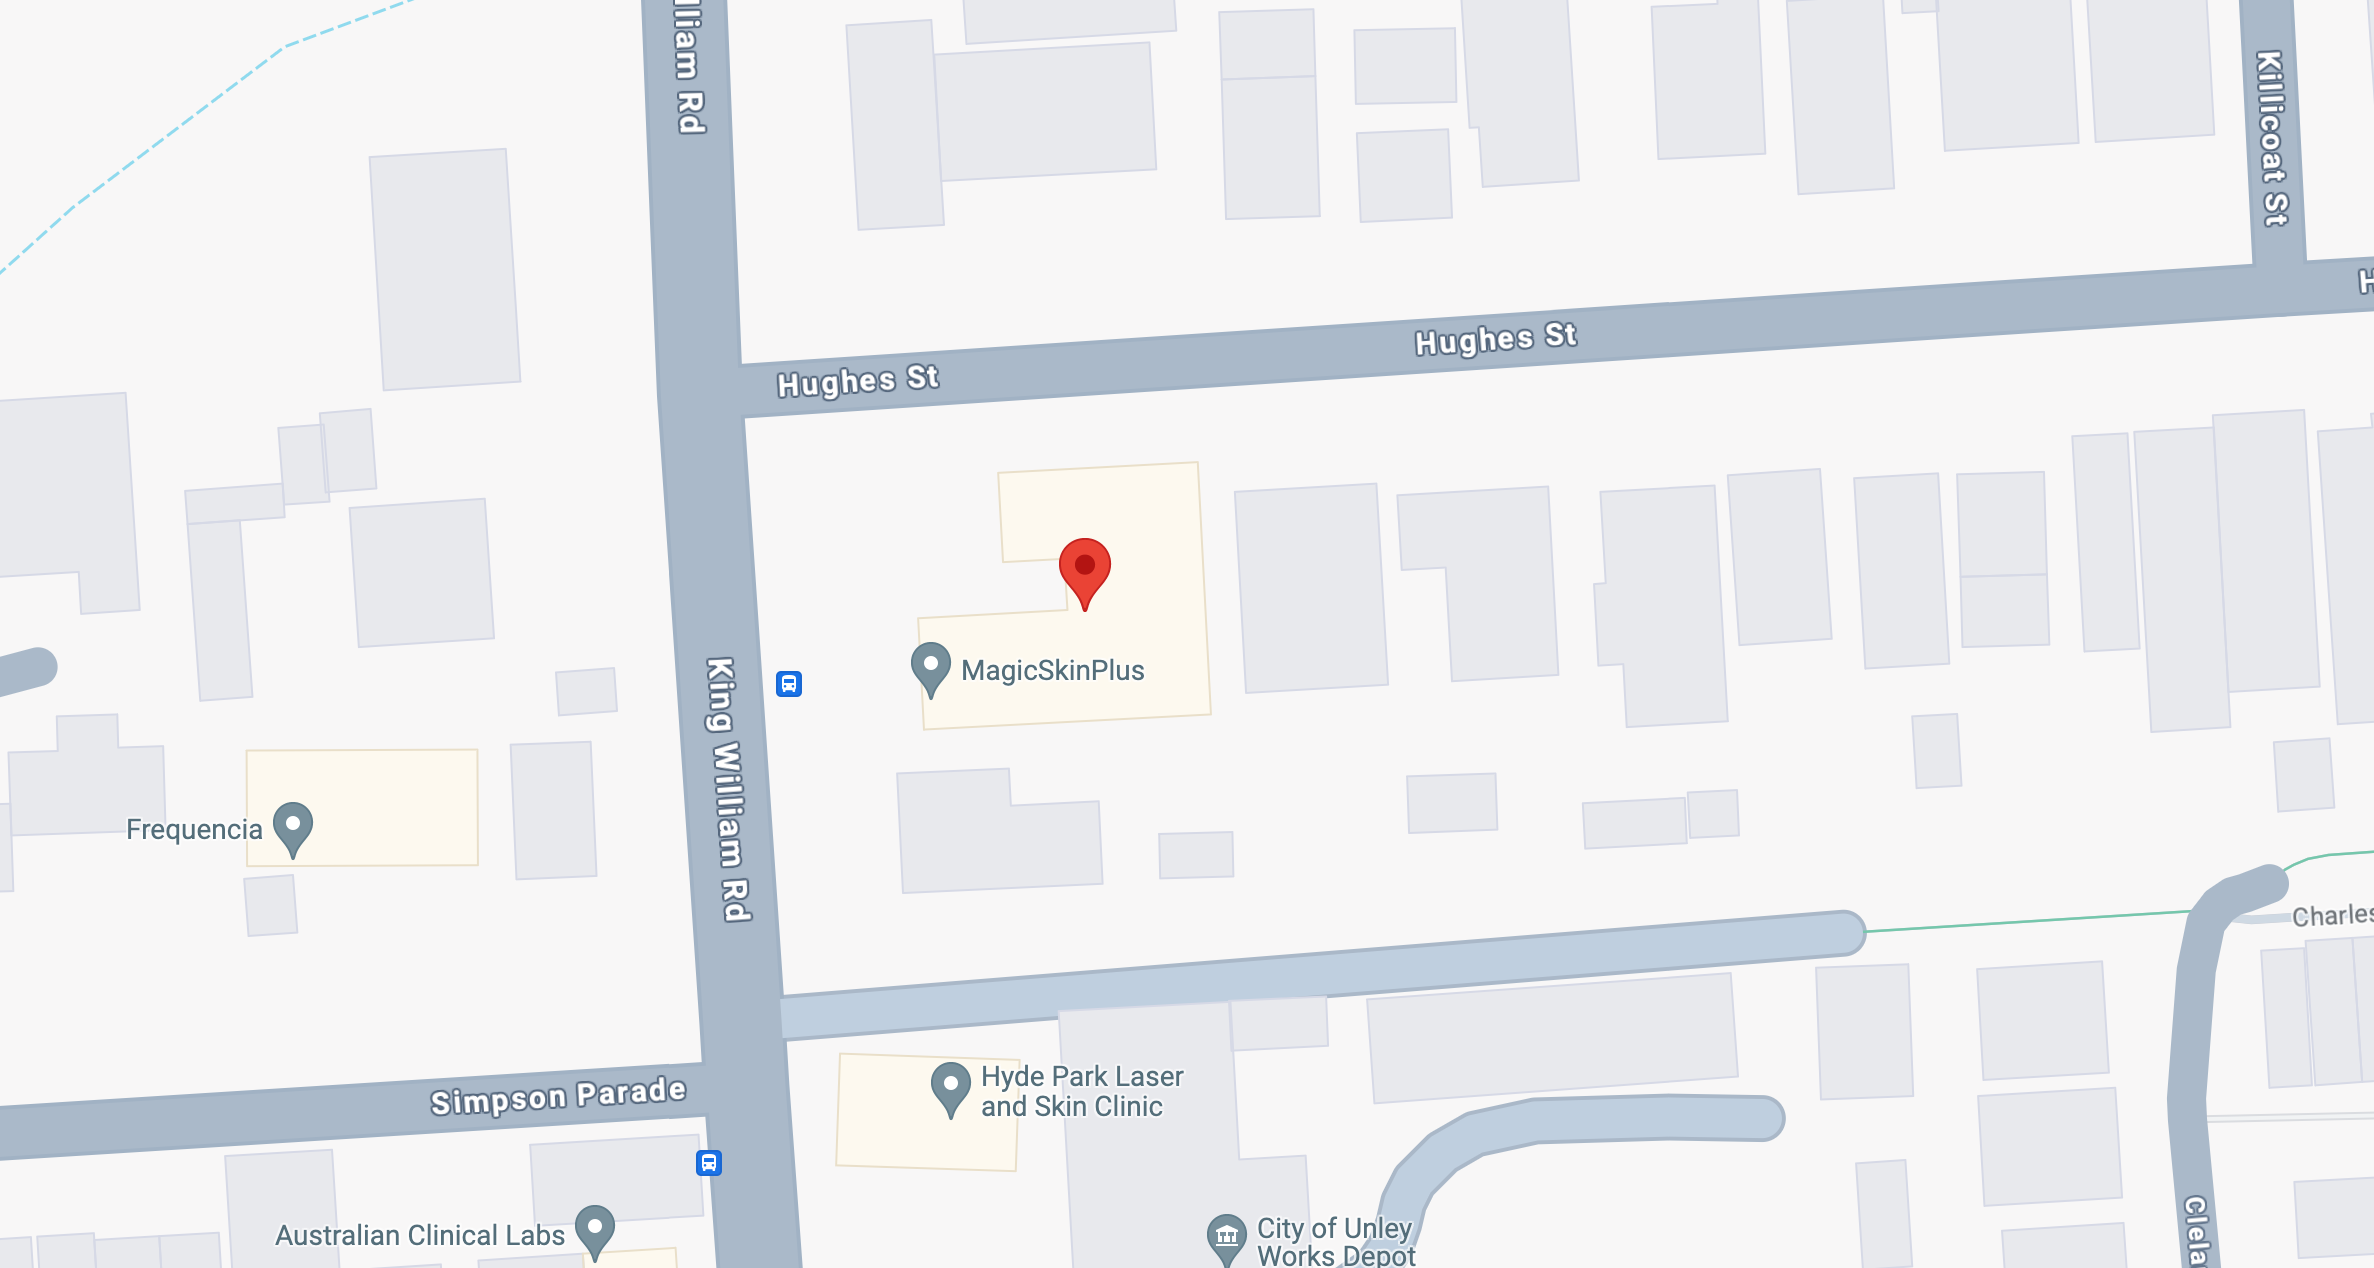 lliam Rd
Killicoat St
Hughes St
Hughes St
H
MagicSkinPlus
King William Rd
Frequencia
Charles
Simpson Parade
Hyde Park Laser
and Skin Clinic
Australian Clinical Labs
City of Unley
Works Depot
Clela